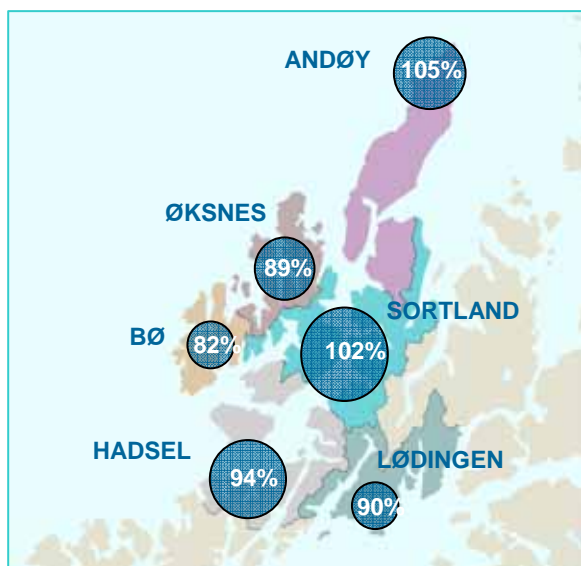 ANDØY
105%
ØKSNES
89%
SORTLAND
BØ
82%
102%
HADSEL
94%
LØDINGEN
90%